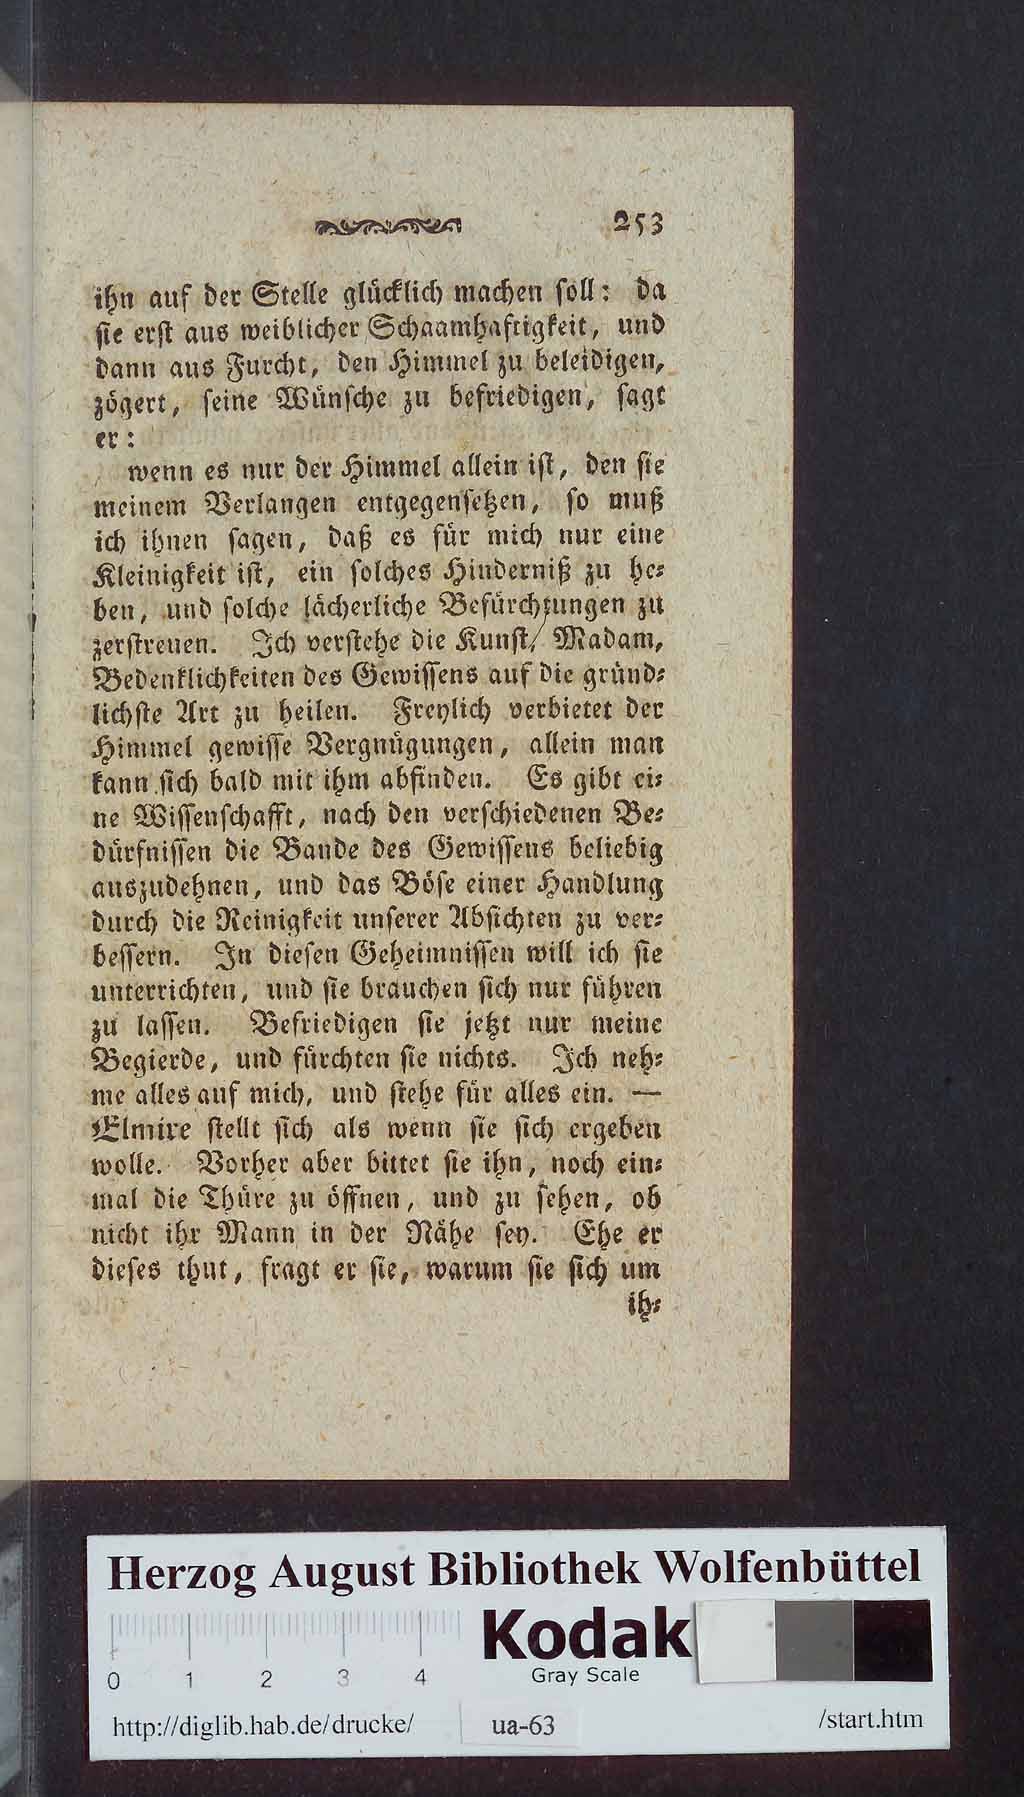 253
ihn auf der Stelle glücklich machen soll: da
sie erst aus weiblicher Schaamhaftigkeit, und
dann aus Furcht, den Himmel zu beleidigen,
zögert, seine Wünsche zu befriedigen, sagt
er:
wenn es nur der Himmel allein ist, den sie
meinem Verlangen entgegensetzen, so muß
ich ihnen sagen, daß es für mich nur eine
Kleinigkeit ist, ein solches Hinderniß zu he-
ben, und solche lächerliche Befürchtungen zu
zerstreuen. Ich verstehe die Kunst, Madam,
Bedenklichkeiten des Gewissens auf die gründ-
lichste Art zu heilen. Freylich verbietet der
Himmel gewisse Vergnügungen, allein man
kann sich bald mit ihm abfinden. Es gibt ei-
ne Wissenschafft, nach den verschiedenen Be-
dürfnissen die Bande des Gewissens beliebig
auszudehnen, und das Böse einer Handlung
durch die Reinigkeit unserer Absichten zu ver-
bessern. In diesen Geheimnissen will ich sie
unterrichten, und sie brauchen sich nur führen
zu lassen. Befriedigen sie jetzt nur meine
Begierde, und fürchten sie nichts. Ich neh-
me alles auf mich, und stehe für alles ein. —
Elmire stellt sich als wenn sie sich ergeben
wolle. Vorher aber bittet sie ihn, noch ein-
mal die Thüre zu öffnen, und zu sehen, ob
nicht ihr Mann in der Nähe sey. Ehe er
dieses thut, fragt er sie, warum sie sich um
ih-
Herzog August Bibliothek Wolfenbüttel
Kodak
Gray Scale
0 1 2 3 4
http://diglib.hab.de/drucke/ ua-63 /start.htm